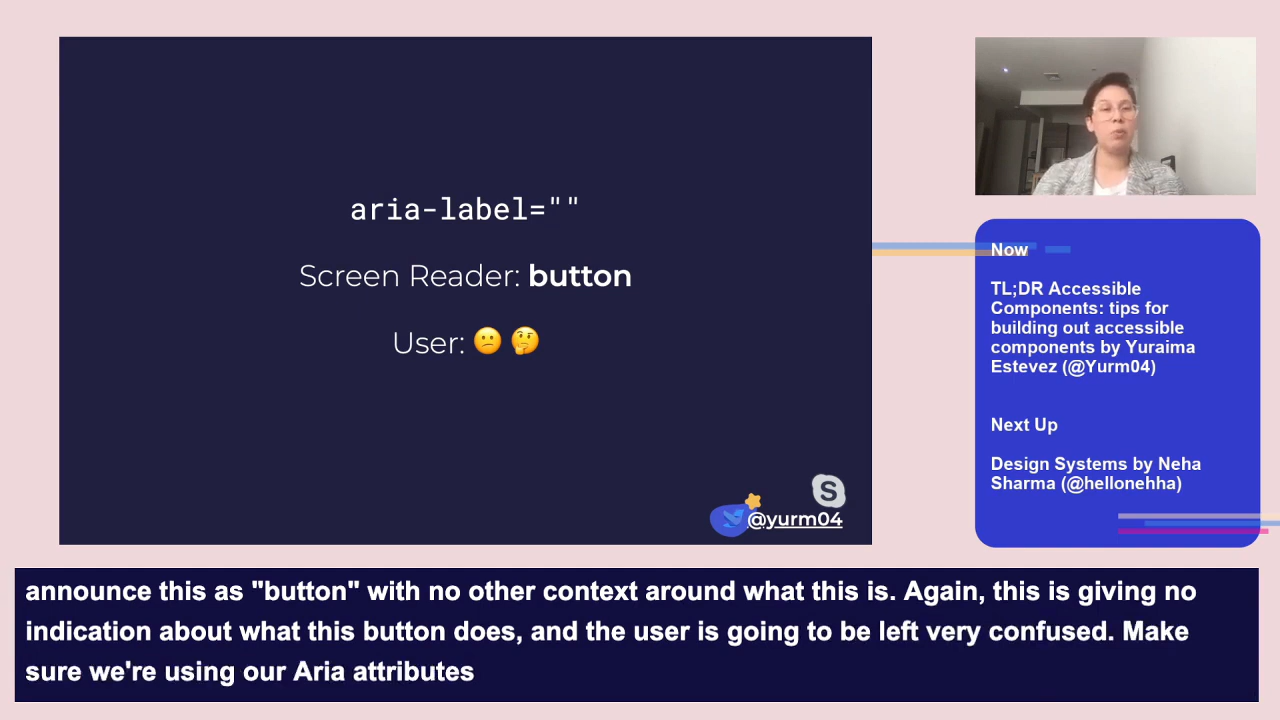 aria-label=""
Screen Reader: button
User: 😕 🤔
S
@yurm04
Now
TL;DR Accessible
Components: tips for
building out accessible
components by Yuraima
Estevez (@Yurm04)
Next Up
Design Systems by Neha
Sharma (@hellonehha)
announce this as "button" with no other context around what this is. Again, this is giving no
indication about what this button does, and the user is going to be left very confused. Make
sure we're using our Aria attributes